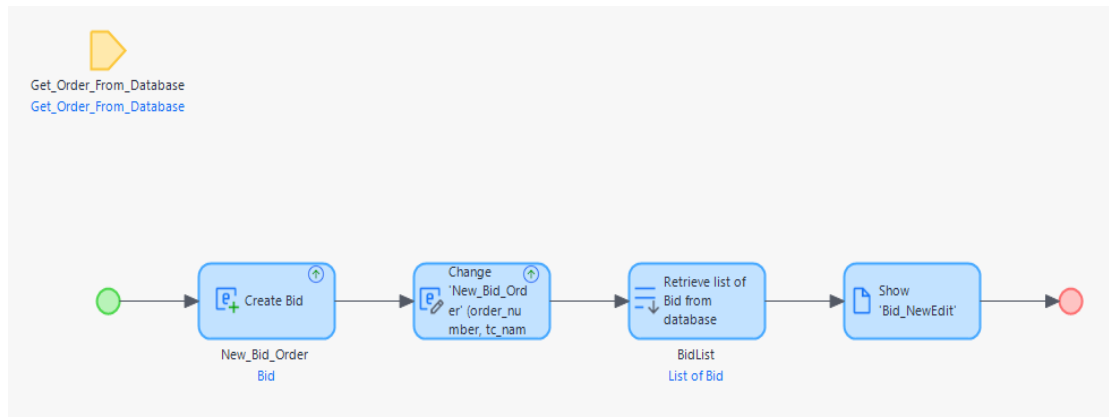 Get_Order_From_Database
Get_Order_From_Database
Create Bid
New_Bid_Order
Bid
Change
'New_Bid_Ord
er' (order_nu
mber, tc_nam
Retrieve list of
Bid from
database
BidList
List of Bid
Show
'Bid_NewEdit'